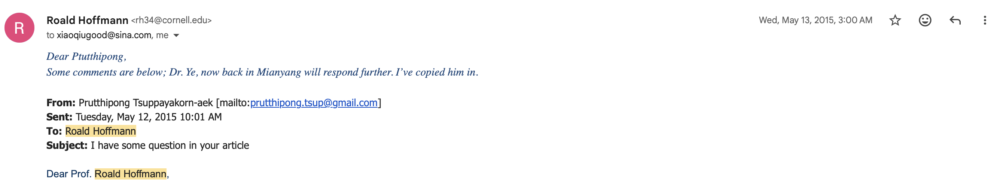 R
Roald Hoffmann <rh34@cornell.edu>
Wed, May 13, 2015, 3:00 AM
to xiaoqiugood@sina.com, me
Dear Ptutthipong,
Some comments are below; Dr. Ye, now back in Mianyang will respond further. I’ve copied him in.
From: Prutthipong Tsuppayakorn-aek [mailto:prutthipong.tsup@gmail.com]
Sent: Tuesday, May 12, 2015 10:01 AM
To: Roald Hoffmann
Subject: I have some question in your article
Dear Prof. Roald Hoffmann,